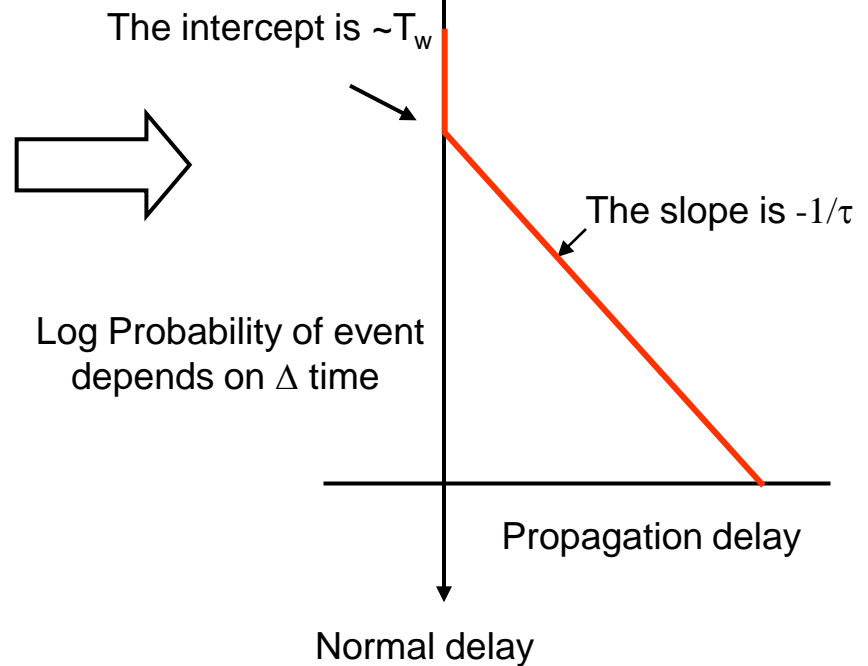 The intercept is ~Tw
The slope is -1/τ
Log Probability of event
depends on Δ time
Propagation delay
Normal delay